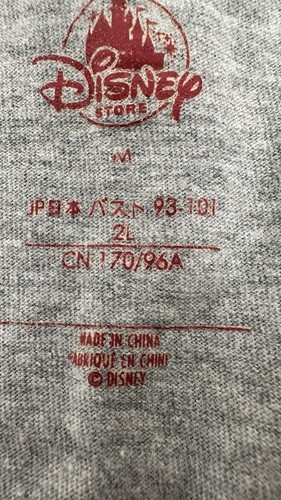 Disney
STORE
M
JP日本 バスト 93-101
2L
CN 170/96A
MADE IN CHINA
FABRIQUÉ EN CHINE
© DISNEY